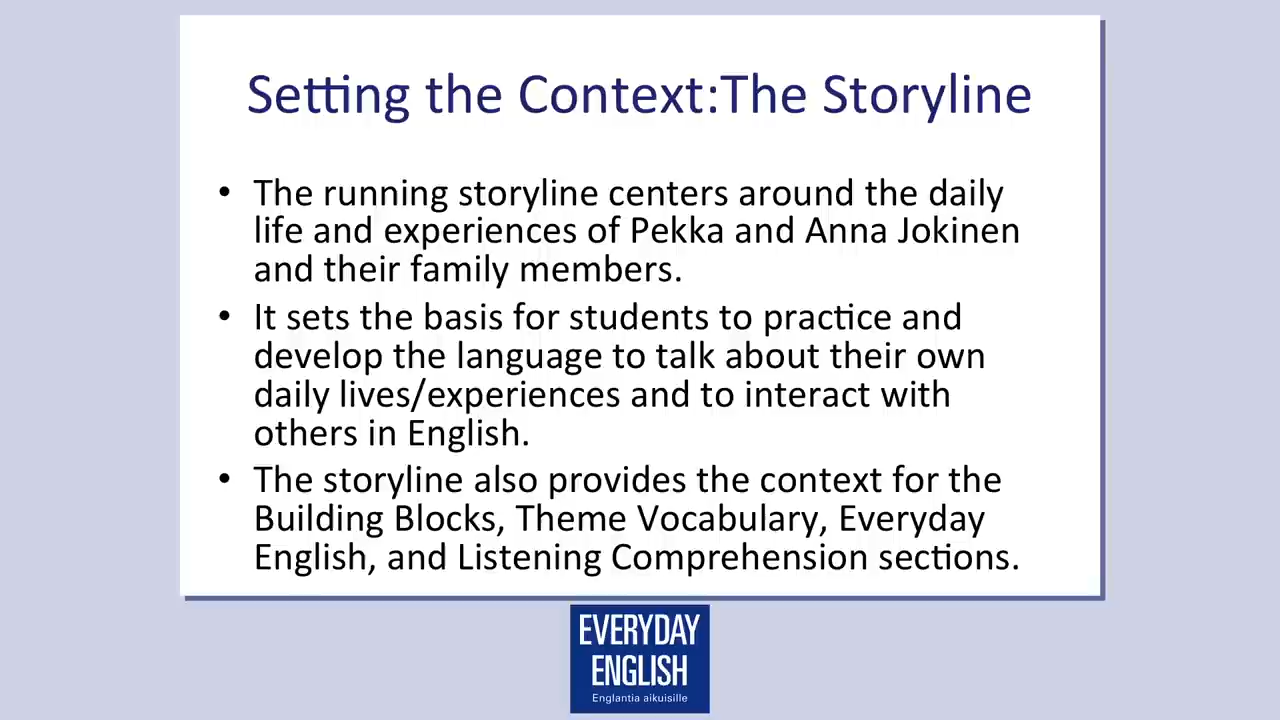 Setting the Context:The Storyline
• The running storyline centers around the daily
life and experiences of Pekka and Anna Jokinen
and their family members.
• It sets the basis for students to practice and
develop the language to talk about their own
daily lives/experiences and to interact with
others in English.
• The storyline also provides the context for the
Building Blocks, Theme Vocabulary, Everyday
English, and Listening Comprehension sections.
EVERYDAY
ENGLISH
Englantia aikuisille